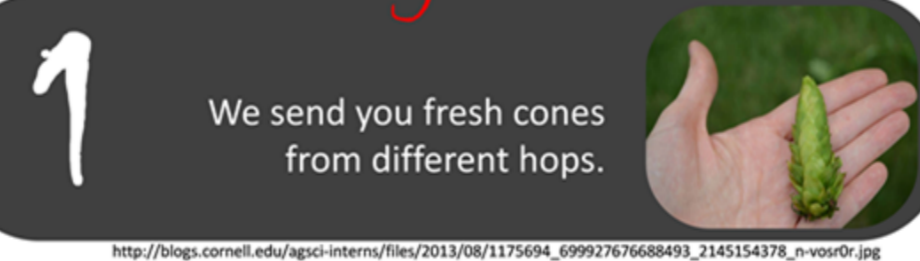 1
We send you fresh cones
from different hops.
http://blogs.cornell.edu/agsci-interns/files/2013/08/1175694_699927676688493_2145154378_n-vosr0r.jpg